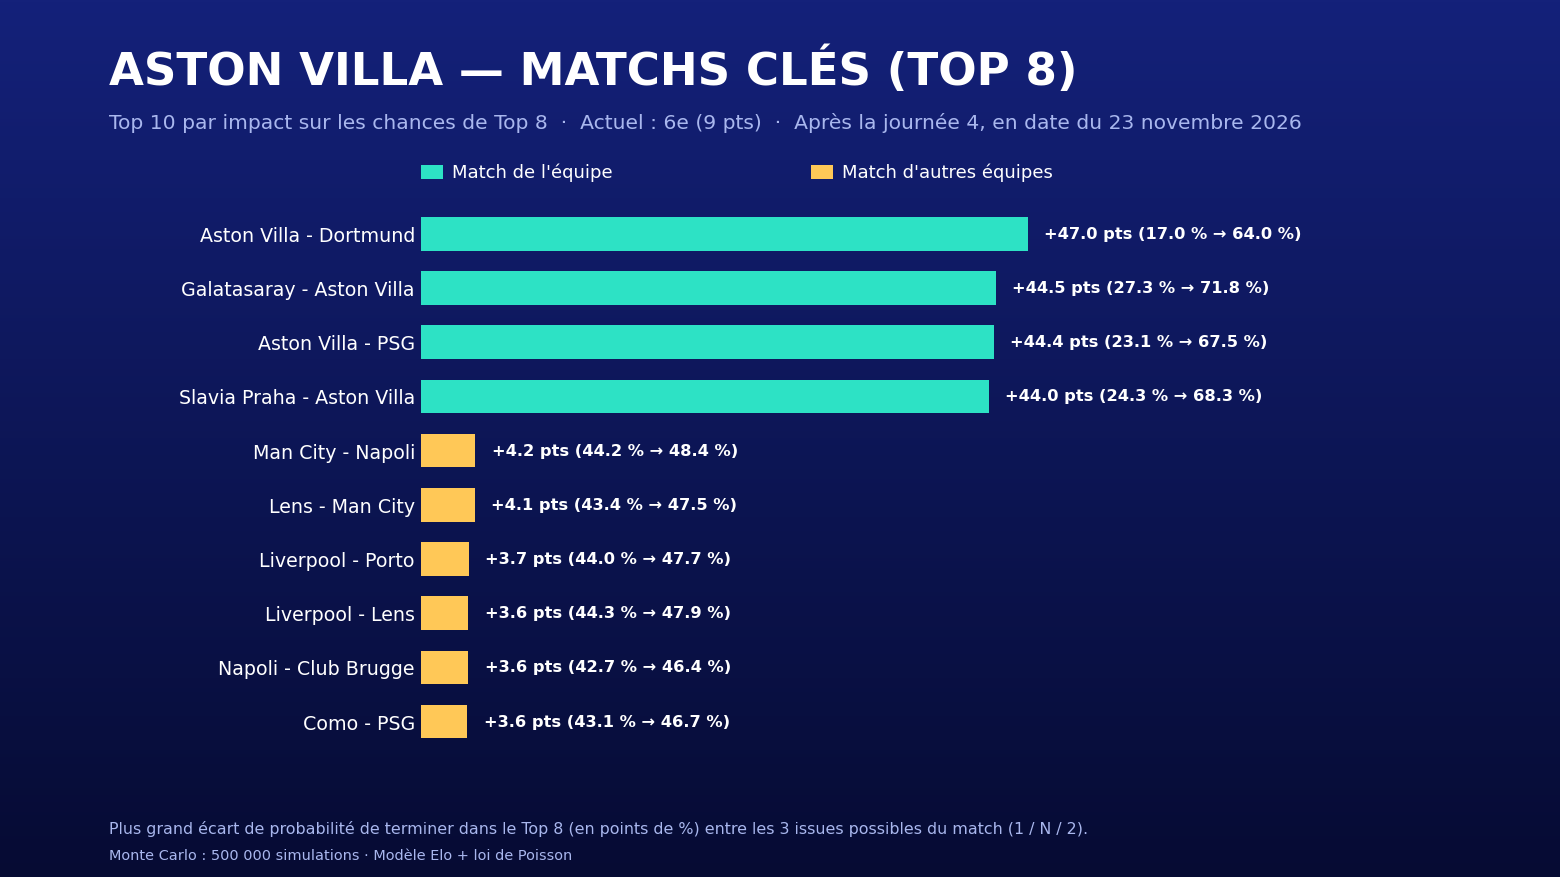 ASTON VILLA — MATCHS CLÉS (TOP 8)
Top 10 par impact sur les chances de Top 8 · Actuel : 6e (9 pts) · Après la journée 4, en date du 23 novembre 2026
Match de l'équipe Match d'autres équipes
Aston Villa - Dortmund +47.0 pts (17.0 % → 64.0 %)
Galatasaray - Aston Villa +44.5 pts (27.3 % → 71.8 %)
Aston Villa - PSG +44.4 pts (23.1 % → 67.5 %)
Slavia Praha - Aston Villa +44.0 pts (24.3 % → 68.3 %)
Man City - Napoli +4.2 pts (44.2 % → 48.4 %)
Lens - Man City +4.1 pts (43.4 % → 47.5 %)
Liverpool - Porto +3.7 pts (44.0 % → 47.7 %)
Liverpool - Lens +3.6 pts (44.3 % → 47.9 %)
Napoli - Club Brugge +3.6 pts (42.7 % → 46.4 %)
Como - PSG +3.6 pts (43.1 % → 46.7 %)
Plus grand écart de probabilité de terminer dans le Top 8 (en points de %) entre les 3 issues possibles du match (1 / N / 2).
Monte Carlo : 500 000 simulations · Modèle Elo + loi de Poisson